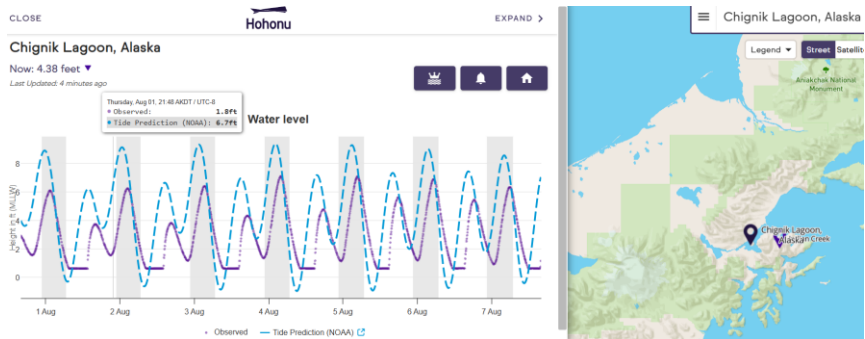 CLOSE
Hohonu
EXPAND >
Chignik Lagoon, Alaska
Chignik Lagoon, Alaska
Now: 4.38 feet ▼
Last Updated: 4 minutes ago
Legend ▼
Street Satellite
Aniakchak National
Monument
Thursday, Aug 01, 21:48 AKDT / UTC-8
• Observed: 1.8ft
• Tide Prediction (NOAA): 6.7ft
Water level
Height in ft (MLLW)
8
6
4
2
0
1 Aug
2 Aug
3 Aug
4 Aug
5 Aug
6 Aug
7 Aug
• Observed — Tide Prediction (NOAA)
Chignik Lagoon,
Alaska
Creek